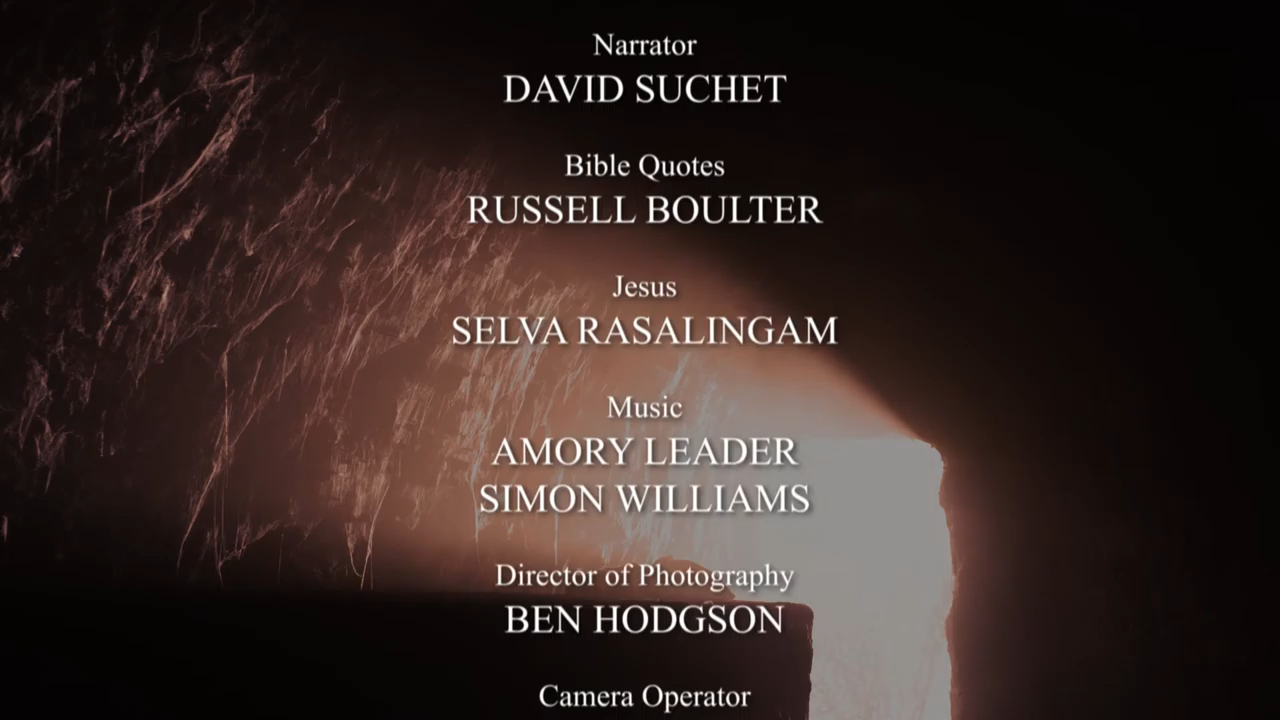 Narrator
DAVID SUCHET
Bible Quotes
RUSSELL BOULTER
Jesus
SELVA RASALINGAM
Music
AMORY LEADER
SIMON WILLIAMS
Director of Photography
BEN HODGSON
Camera Operator